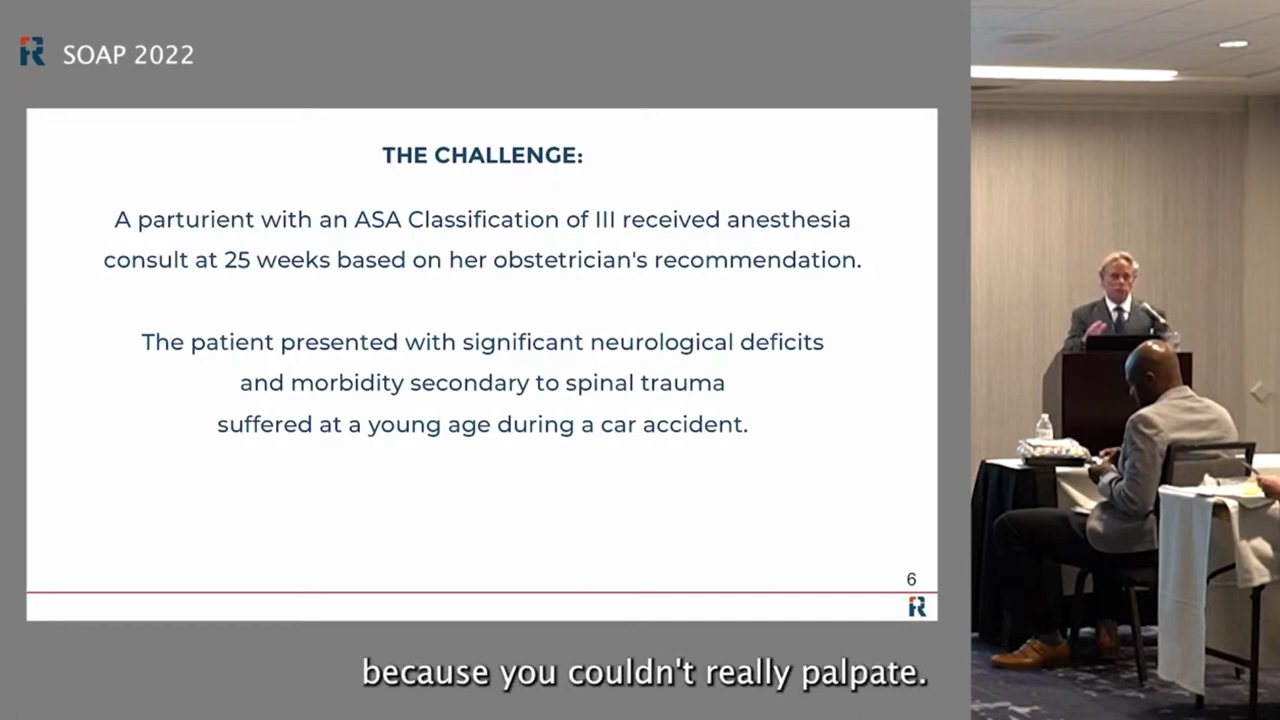 SOAP 2022
THE CHALLENGE:
A parturient with an ASA Classification of III received anesthesia
consult at 25 weeks based on her obstetrician's recommendation.
The patient presented with significant neurological deficits
and morbidity secondary to spinal trauma
suffered at a young age during a car accident.
6
because you couldn't really palpate.